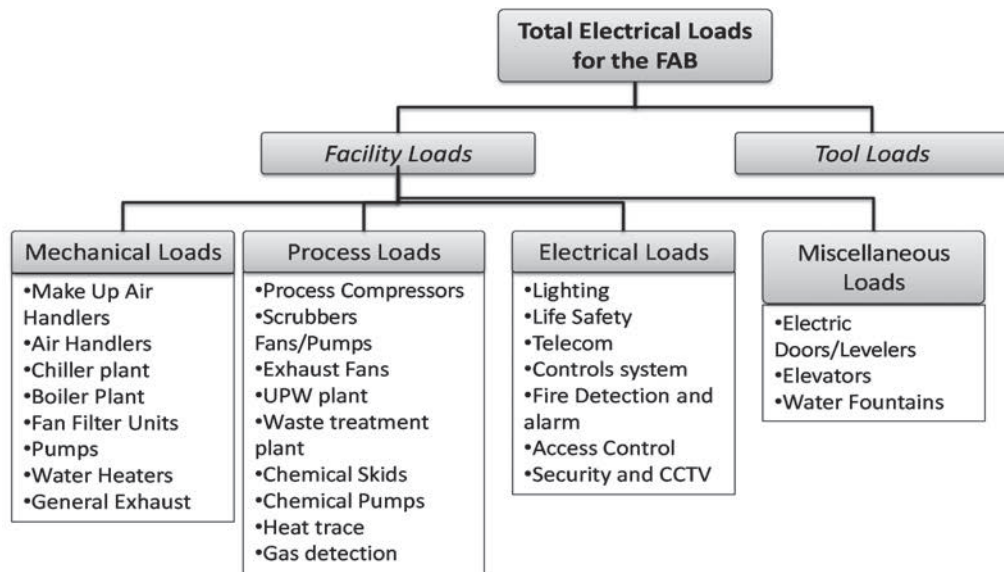 Total Electrical Loads
for the FAB
Facility Loads
Tool Loads
Mechanical Loads
•Make Up Air
Handlers
•Air Handlers
•Chiller plant
•Boiler Plant
•Fan Filter Units
•Pumps
•Water Heaters
•General Exhaust
Process Loads
•Process Compressors
•Scrubbers
Fans/Pumps
•Exhaust Fans
•UPW plant
•Waste treatment
plant
•Chemical Skids
•Chemical Pumps
•Heat trace
•Gas detection
Electrical Loads
•Lighting
•Life Safety
•Telecom
•Controls system
•Fire Detection and
alarm
•Access Control
•Security and CCTV
Miscellaneous
Loads
•Electric
Doors/Levelers
•Elevators
•Water Fountains